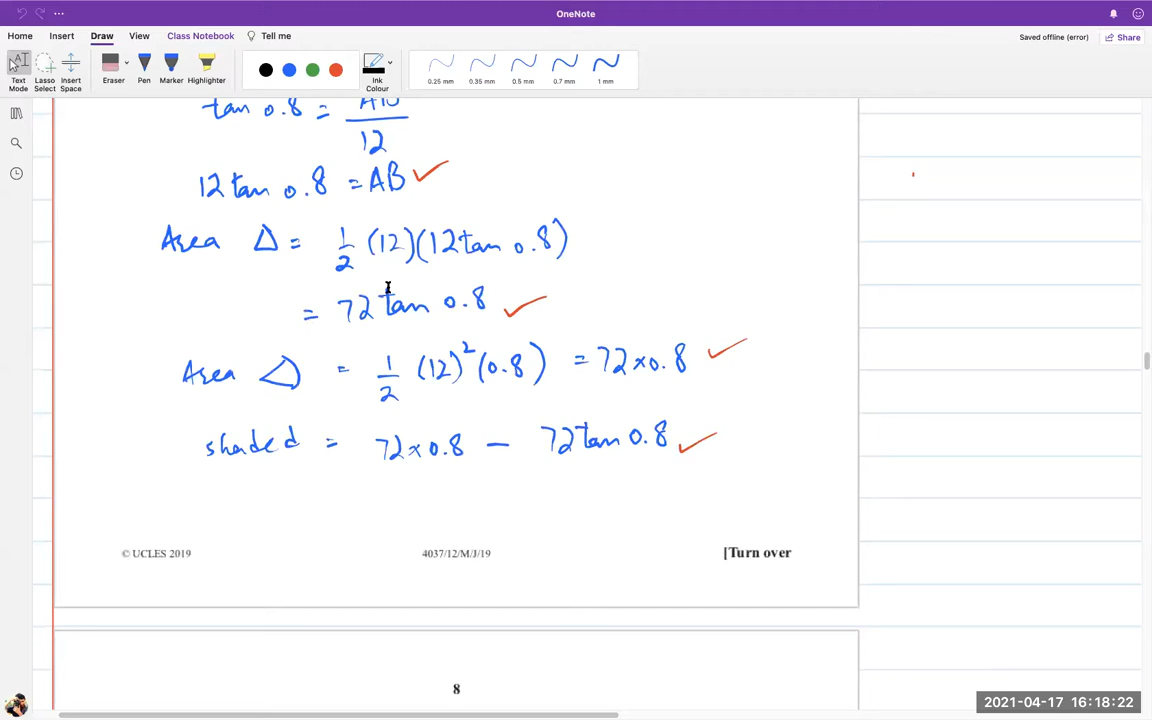 OneNote
Home Insert Draw View Class Notebook Tell me
Saved offline (error) Share
Text Mode
Lasso Select
Insert Space
Eraser
Pen
Marker
Highlighter
Ink Colour
0.25 mm 0.35 mm 0.5 mm 0.7 mm 1 mm
tan 0.8 = AB
12
12 tan 0.8 = AB ✓
Area △ = 1/2 (12)(12 tan 0.8)
= 72 tan 0.8 ✓
Area = 1/2 (12)² (0.8) = 72 × 0.8 ✓
shaded = 72 × 0.8 − 72 tan 0.8 ✓
© UCLES 2019 4037/12/M/J/19 [Turn over
8
2021-04-17 16:18:22